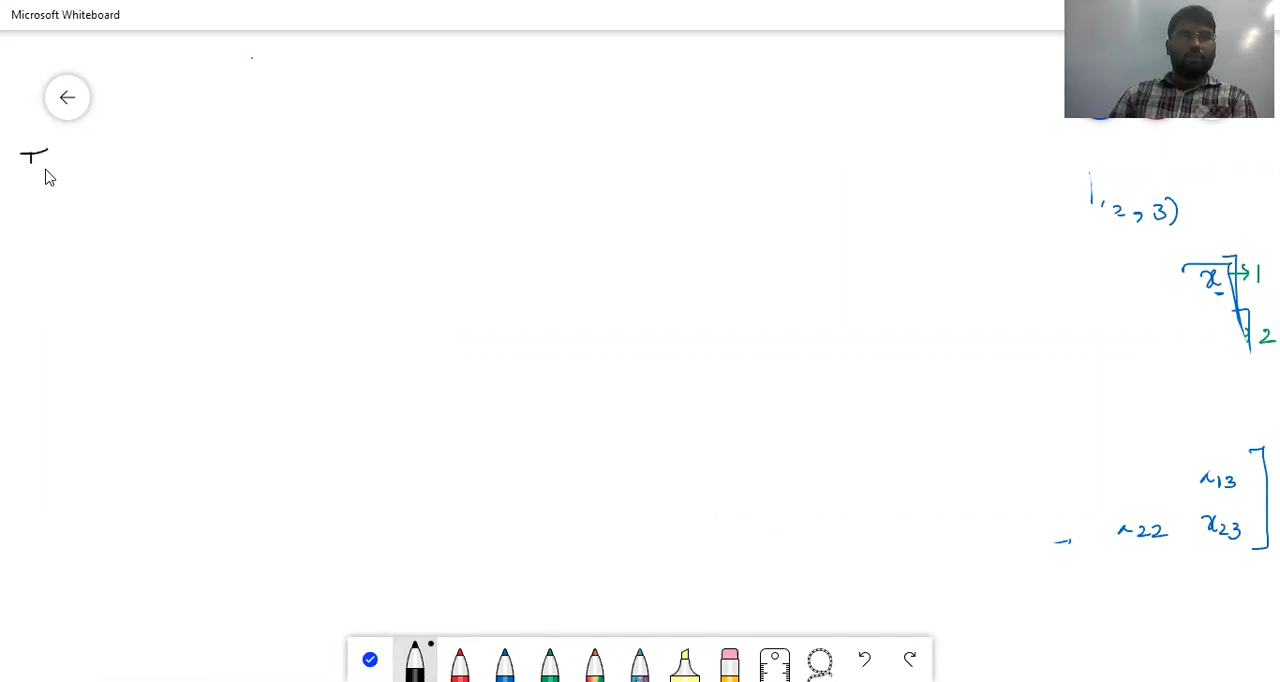 Microsoft Whiteboard
T
1, 2, 3)
x → 1
2
x13
x22 x23